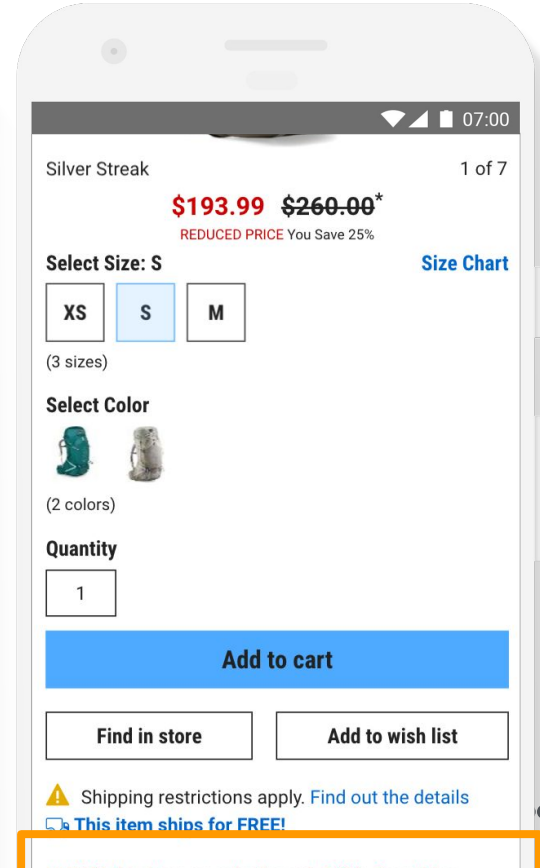 07:00
Silver Streak 1 of 7
$193.99 $260.00*
REDUCED PRICE You Save 25%
Select Size: S Size Chart
XS S M
(3 sizes)
Select Color
(2 colors)
Quantity
1
Add to cart
Find in store Add to wish list
Shipping restrictions apply. Find out the details
This item ships for FREE!